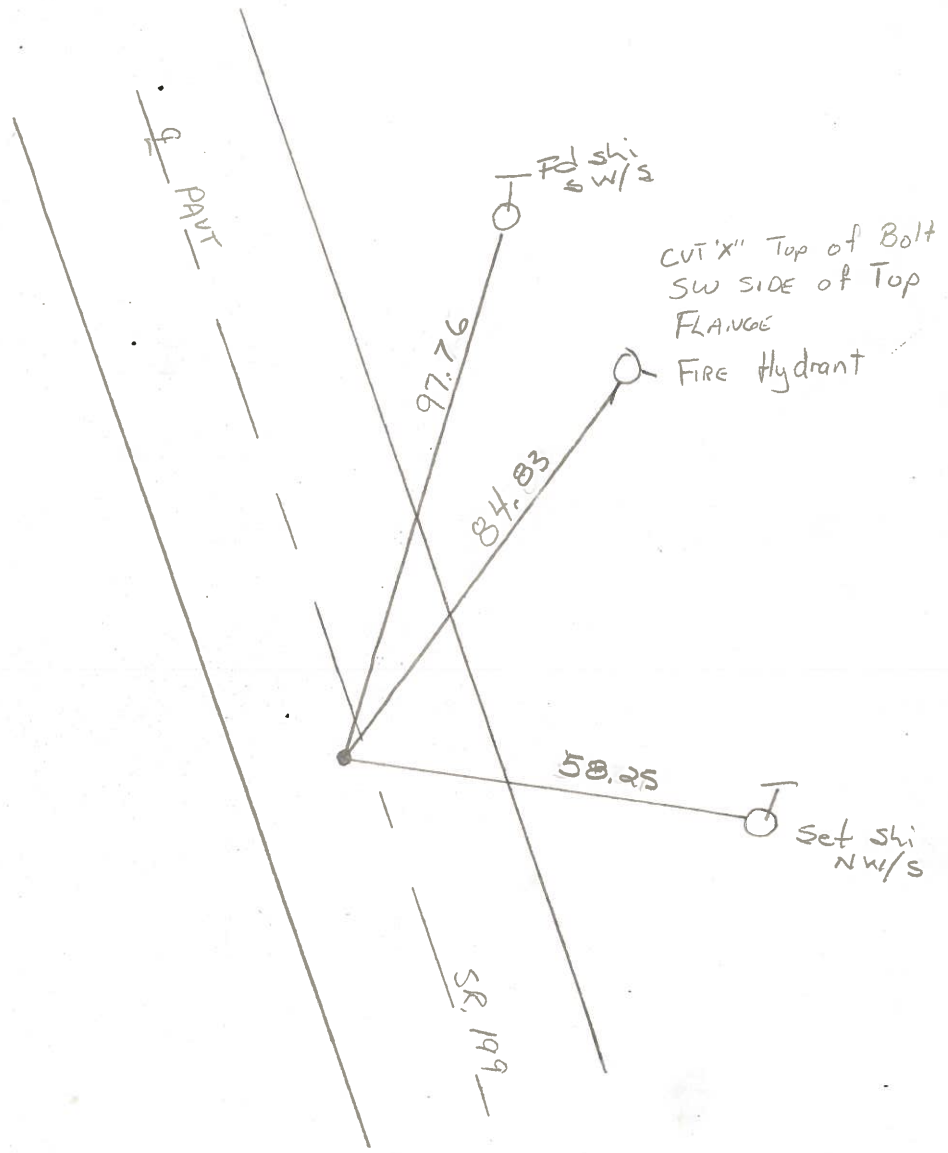 Fd shi
S W/S
℄ PAVT
CUT "X" Top of Bolt
SW SIDE of Top
FLANGE
FIRE Hydrant
97.76
84.83
58.25
Set shi
NW/S
SR. 199